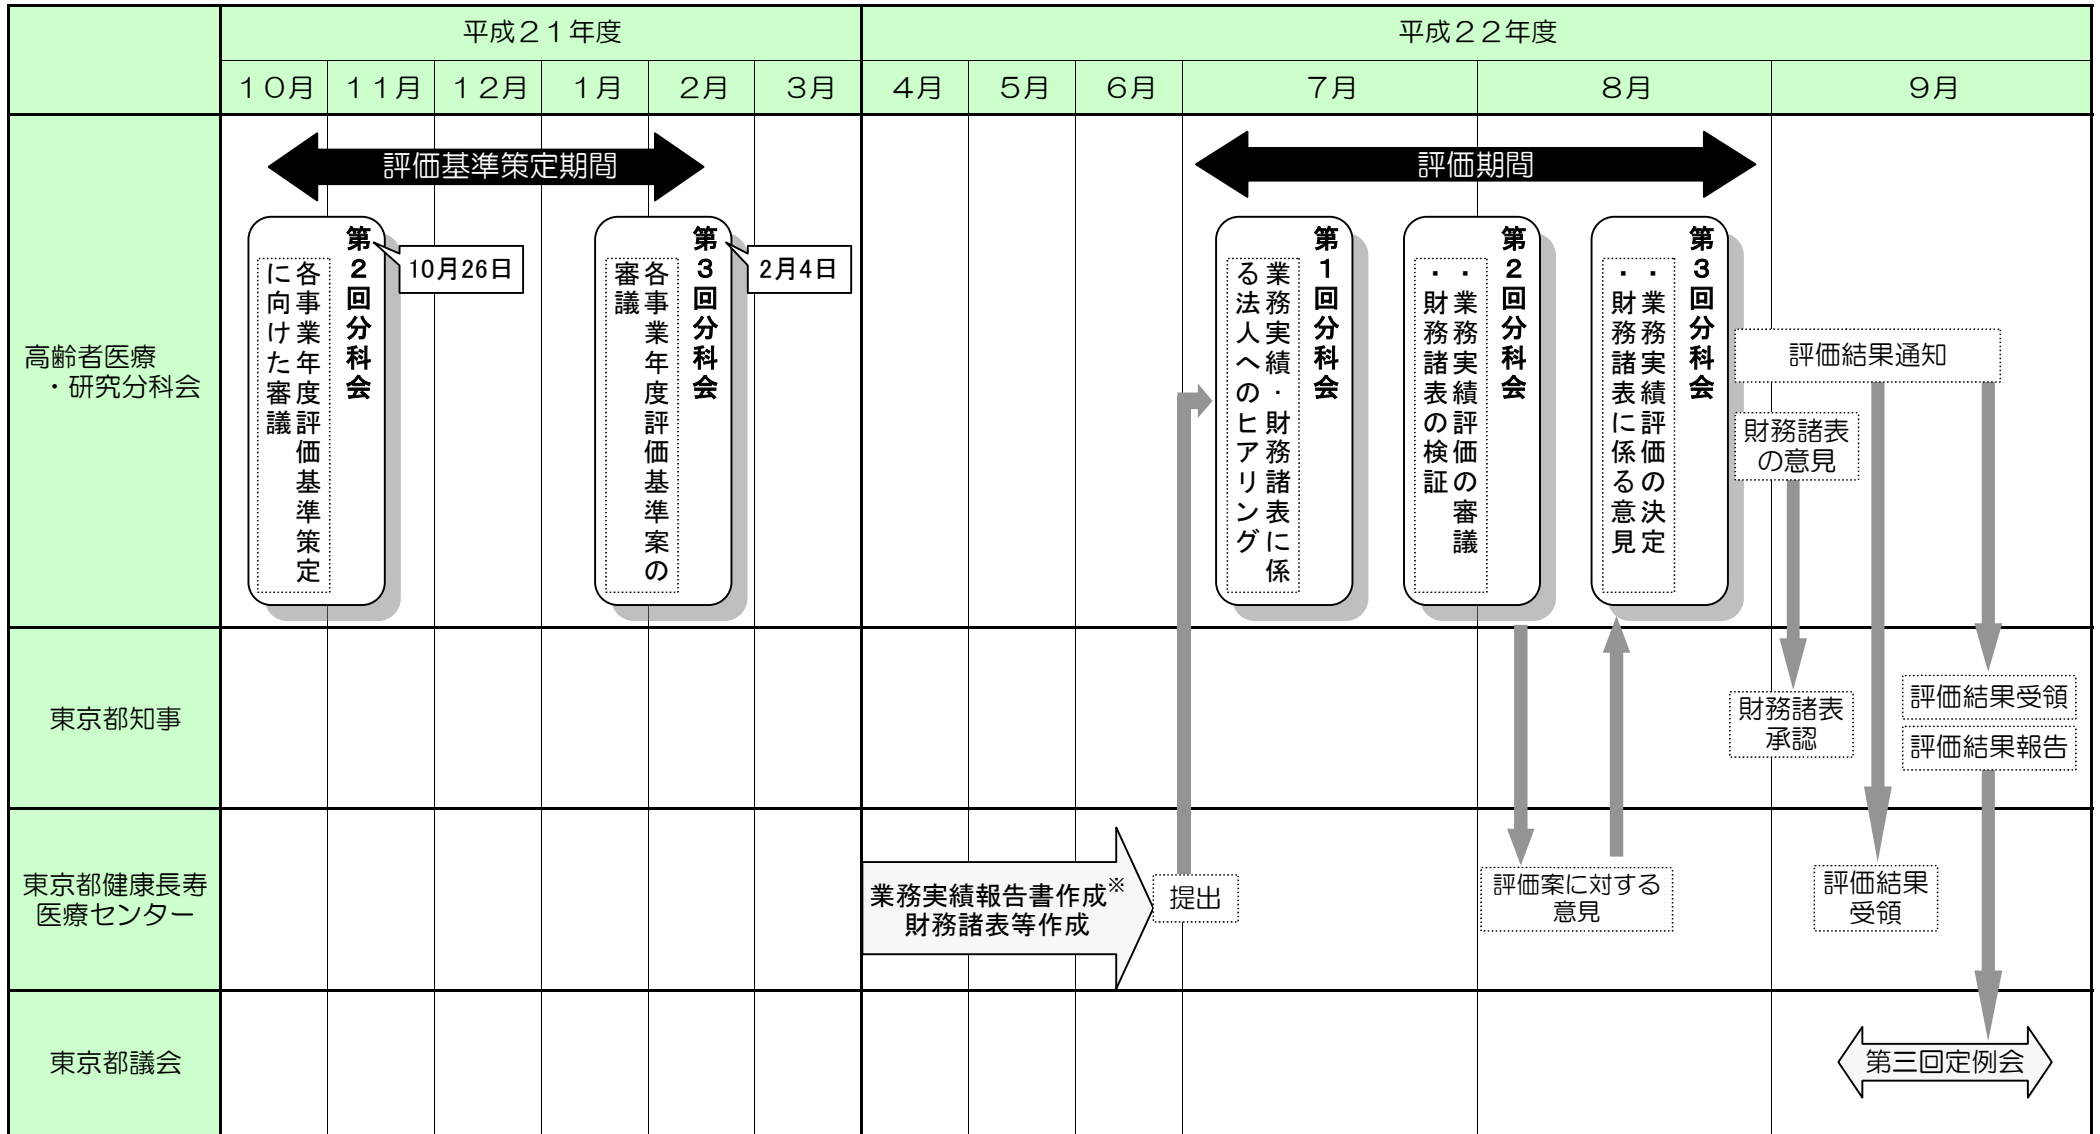 平成２１年度
平成２２年度
１０月
１１月
１２月
１月
２月
３月
４月
５月
６月
７月
８月
９月
高齢者医療
・研究分科会
評価基準策定期間
第２回分科会
各事業年度評価基準策定
に向けた審議
10月26日
第３回分科会
各事業年度評価基準案の
審議
2月4日
評価期間
第１回分科会
業務実績・財務諸表に係
る法人へのヒアリング
第２回分科会
・業務実績評価の審議
・財務諸表の検証
第３回分科会
・業務実績評価の決定
・財務諸表に係る意見
評価結果通知
財務諸表
の意見
東京都知事
財務諸表
承認
評価結果受領
評価結果報告
東京都健康長寿
医療センター
業務実績報告書作成※
財務諸表等作成
提出
評価案に対する
意見
評価結果
受領
東京都議会
第三回定例会